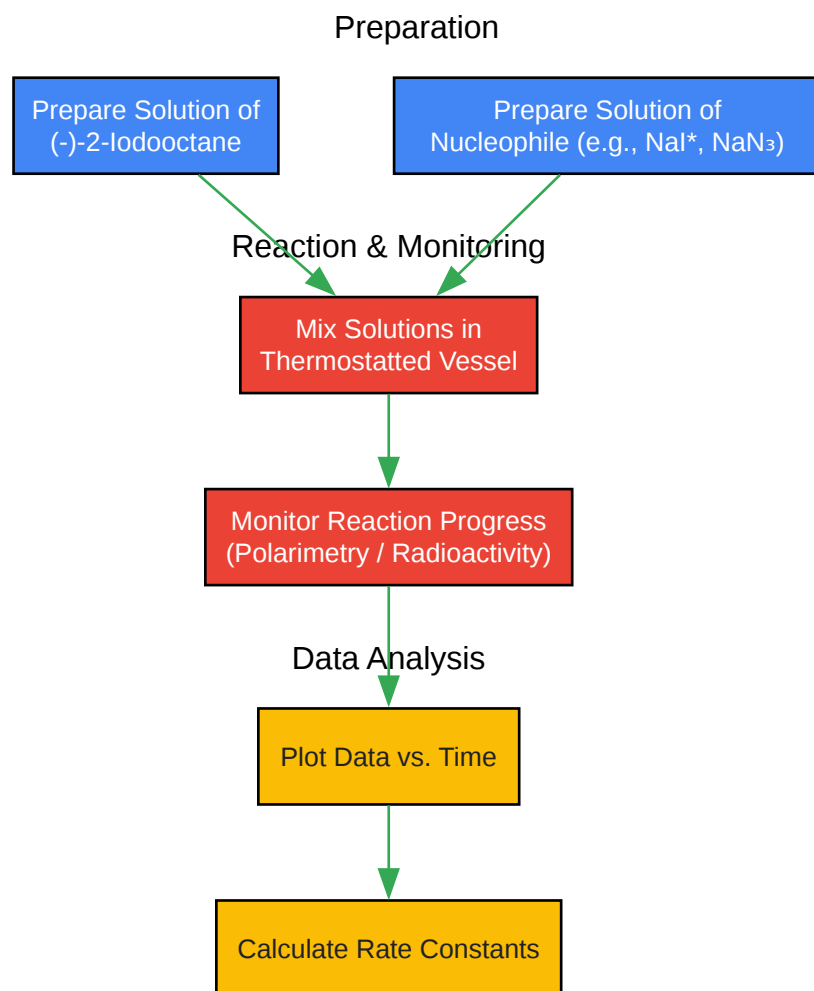 Preparation
Prepare Solution of
(-)-2-Iodooctane
Prepare Solution of
Nucleophile (e.g., NaI*, NaN₃)
Reaction & Monitoring
Mix Solutions in
Thermostatted Vessel
Monitor Reaction Progress
(Polarimetry / Radioactivity)
Data Analysis
Plot Data vs. Time
Calculate Rate Constants